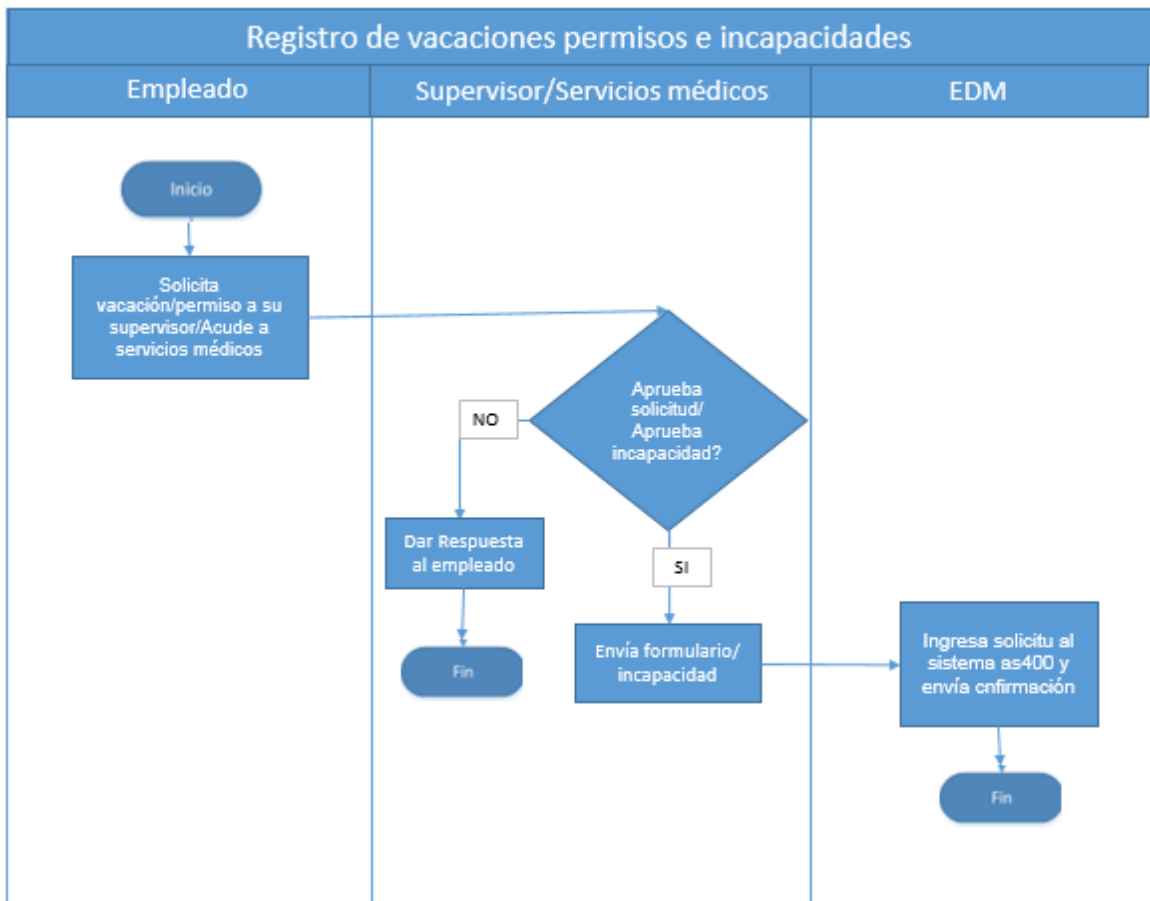 Registro de vacaciones permisos e incapacidades
Empleado
Supervisor/Servicios médicos
EDM
Inicio
Solicita
vacación/permiso a su
supervisor/Acude a
servicios médicos
Aprueba
solicitud/
Aprueba
incapacidad?
NO
Dar Respuesta
al empleado
SI
Fin
Envía formulario/
incapacidad
Ingresa solicitu al
sistema as400 y
envía cnfirmación
Fin